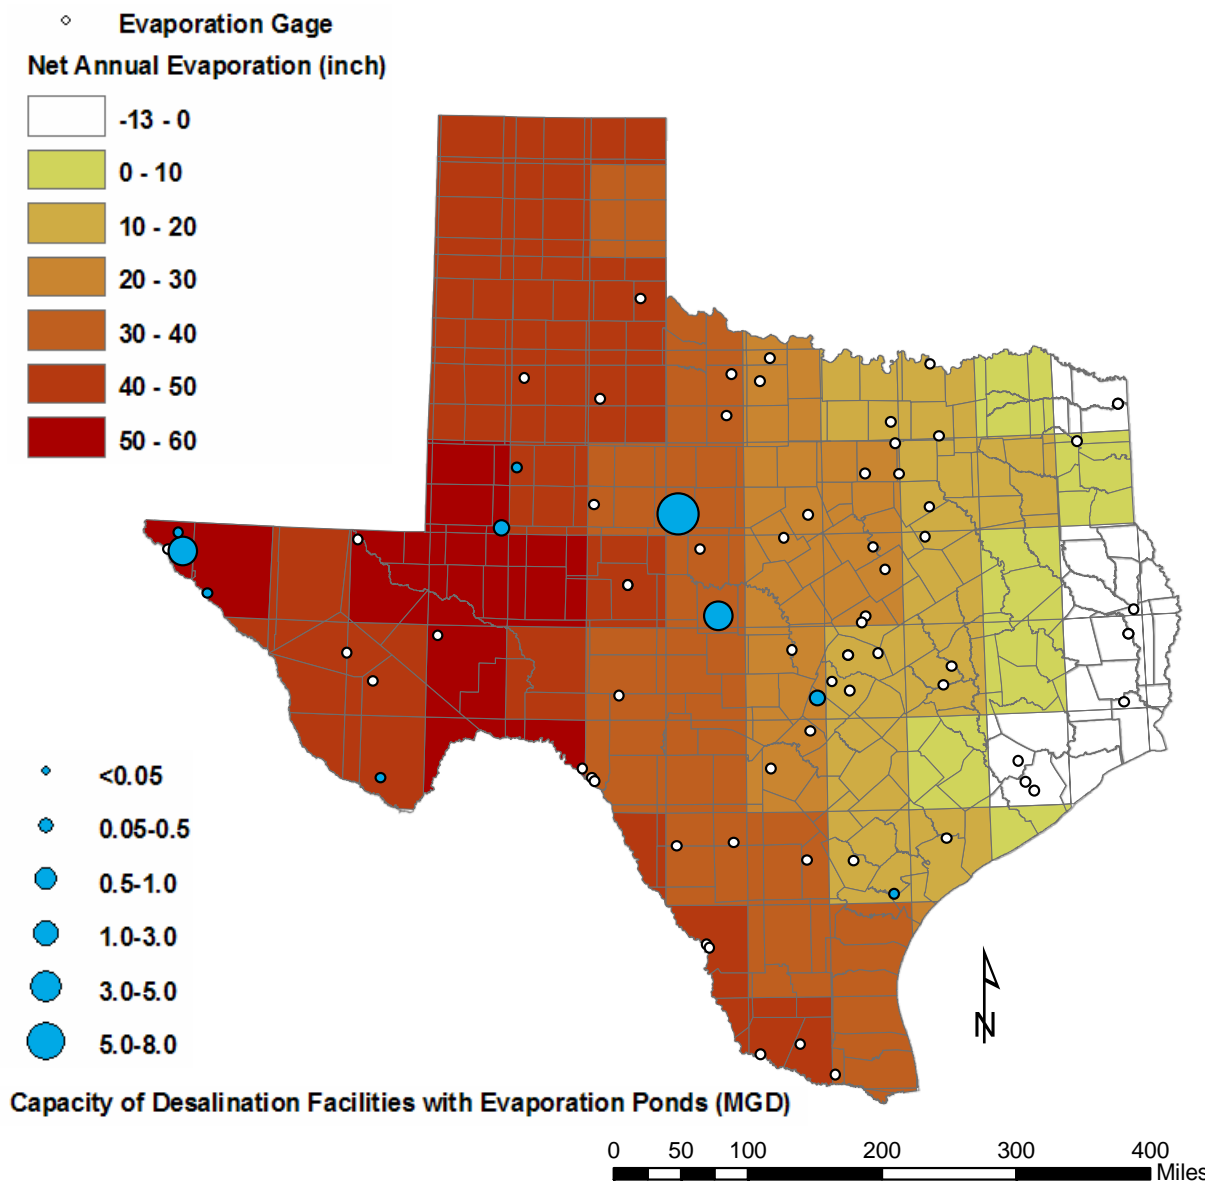 Evaporation Gage
Net Annual Evaporation (inch)
-13 - 0
0 - 10
10 - 20
20 - 30
30 - 40
40 - 50
50 - 60
<0.05
0.05-0.5
0.5-1.0
1.0-3.0
3.0-5.0
5.0-8.0
N
Capacity of Desalination Facilities with Evaporation Ponds (MGD)
0 50 100 200 300 400
Miles